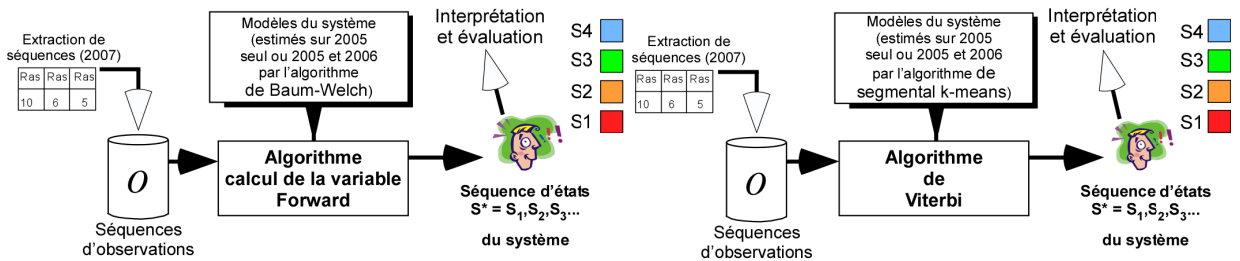 Extraction de
séquences (2007)
Ras Ras Ras
10 6 5
O
Séquences
d'observations
Modèles du système
(estimés sur 2005
seul ou 2005 et 2006
par l'algorithme
de Baum-Welch)
Algorithme
calcul de la variable
Forward
Interprétation
et évaluation
S4
S3
S2
S1
Séquence d'états
S* = S1,S2,S3...
du système
Extraction de
séquences (2007)
Ras Ras Ras
10 6 5
O
Séquences
d'observations
Modèles du système
(estimés sur 2005
seul ou 2005 et 2006
par l'algorithme de
segmental k-means)
Algorithme
de
Viterbi
Interprétation
et évaluation
S4
S3
S2
S1
Séquence d'états
S* = S1,S2,S3...
du système